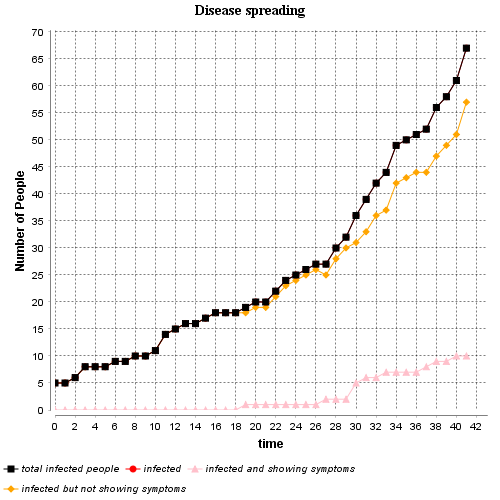 Disease spreading
Number of People
70
65
60
55
50
45
40
35
30
25
20
15
10
5
0
0 2 4 6 8 10 12 14 16 18 20 22 24 26 28 30 32 34 36 38 40 42
time
total infected people infected infected and showing symptoms
infected but not showing symptoms